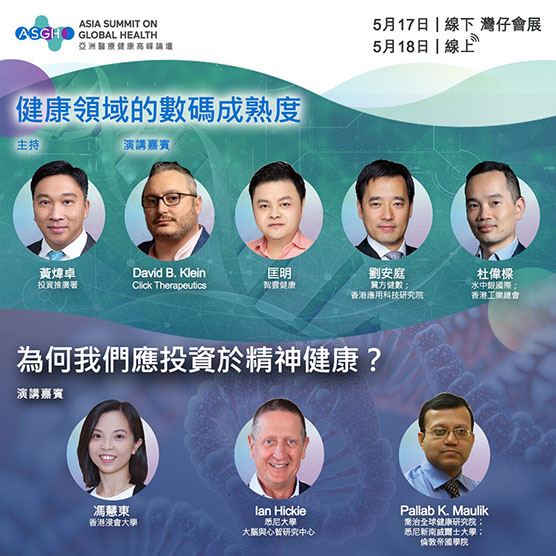 ASGH
ASIA SUMMIT ON
GLOBAL HEALTH
亞洲醫療健康高峰論壇
5月17日 | 線下 灣仔會展
5月18日 | 線上
健康領域的數碼成熟度
主持
演講嘉賓
黃煒卓
投資推廣署
David B. Klein
Click Therapeutics
匡明
智雲健康
劉安庭
翼方健數；
香港應用科技研究院
杜偉樑
水中銀國際；
香港工業總會
為何我們應投資於精神健康？
演講嘉賓
馮慧東
香港浸會大學
Ian Hickie
悉尼大學
大腦與心智研究中心
Pallab K. Maulik
喬治全球健康研究院；
悉尼新南威爾士大學；
倫敦帝國學院